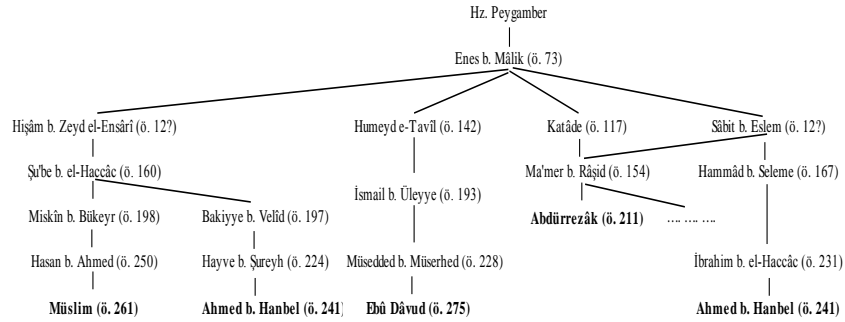 Hz. Peygamber
Enes b. Mâlik (ö. 73)
Hişâm b. Zeyd el-Ensârî (ö. 12?) Humeyd e-Tavîl (ö. 142) Katâde (ö. 117) Sâbit b. Eslem (ö. 12?)
Şu'be b. el-Haccâc (ö. 160) Ma'mer b. Râşid (ö. 154) Hammâd b. Seleme (ö. 167)
İsmail b. Üleyye (ö. 193)
Miskîn b. Bükeyr (ö. 198) Bakiyye b. Velîd (ö. 197) Abdürrezâk (ö. 211) .... ... ....
Hasan b. Ahmed (ö. 250) Hayve b. Şureyh (ö. 224) Müsedded b. Müserhed (ö. 228) İbrahim b. el-Haccâc (ö. 231)
Müslim (ö. 261) Ahmed b. Hanbel (ö. 241) Ebû Dâvud (ö. 275) Ahmed b. Hanbel (ö. 241)